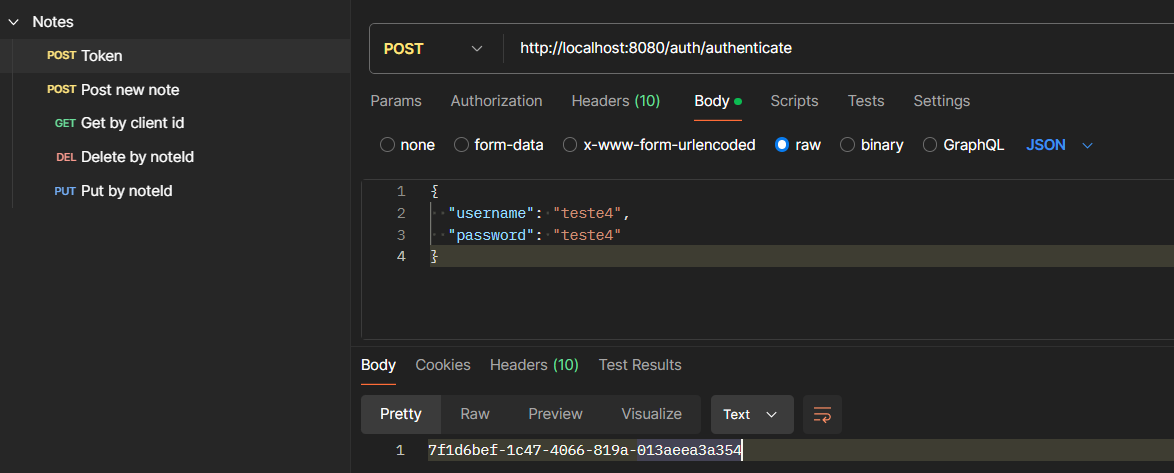 Notes
POST Token
POST Post new note
GET Get by client id
DEL Delete by noteId
PUT Put by noteId
POST http://localhost:8080/auth/authenticate
Params Authorization Headers (10) Body Scripts Tests Settings
none form-data x-www-form-urlencoded raw binary GraphQL JSON
1 {
2 "username": "teste4",
3 "password": "teste4"
4 }
Body Cookies Headers (10) Test Results
Pretty Raw Preview Visualize Text
1 7f1d6bef-1c47-4066-819a-013aeea3a354